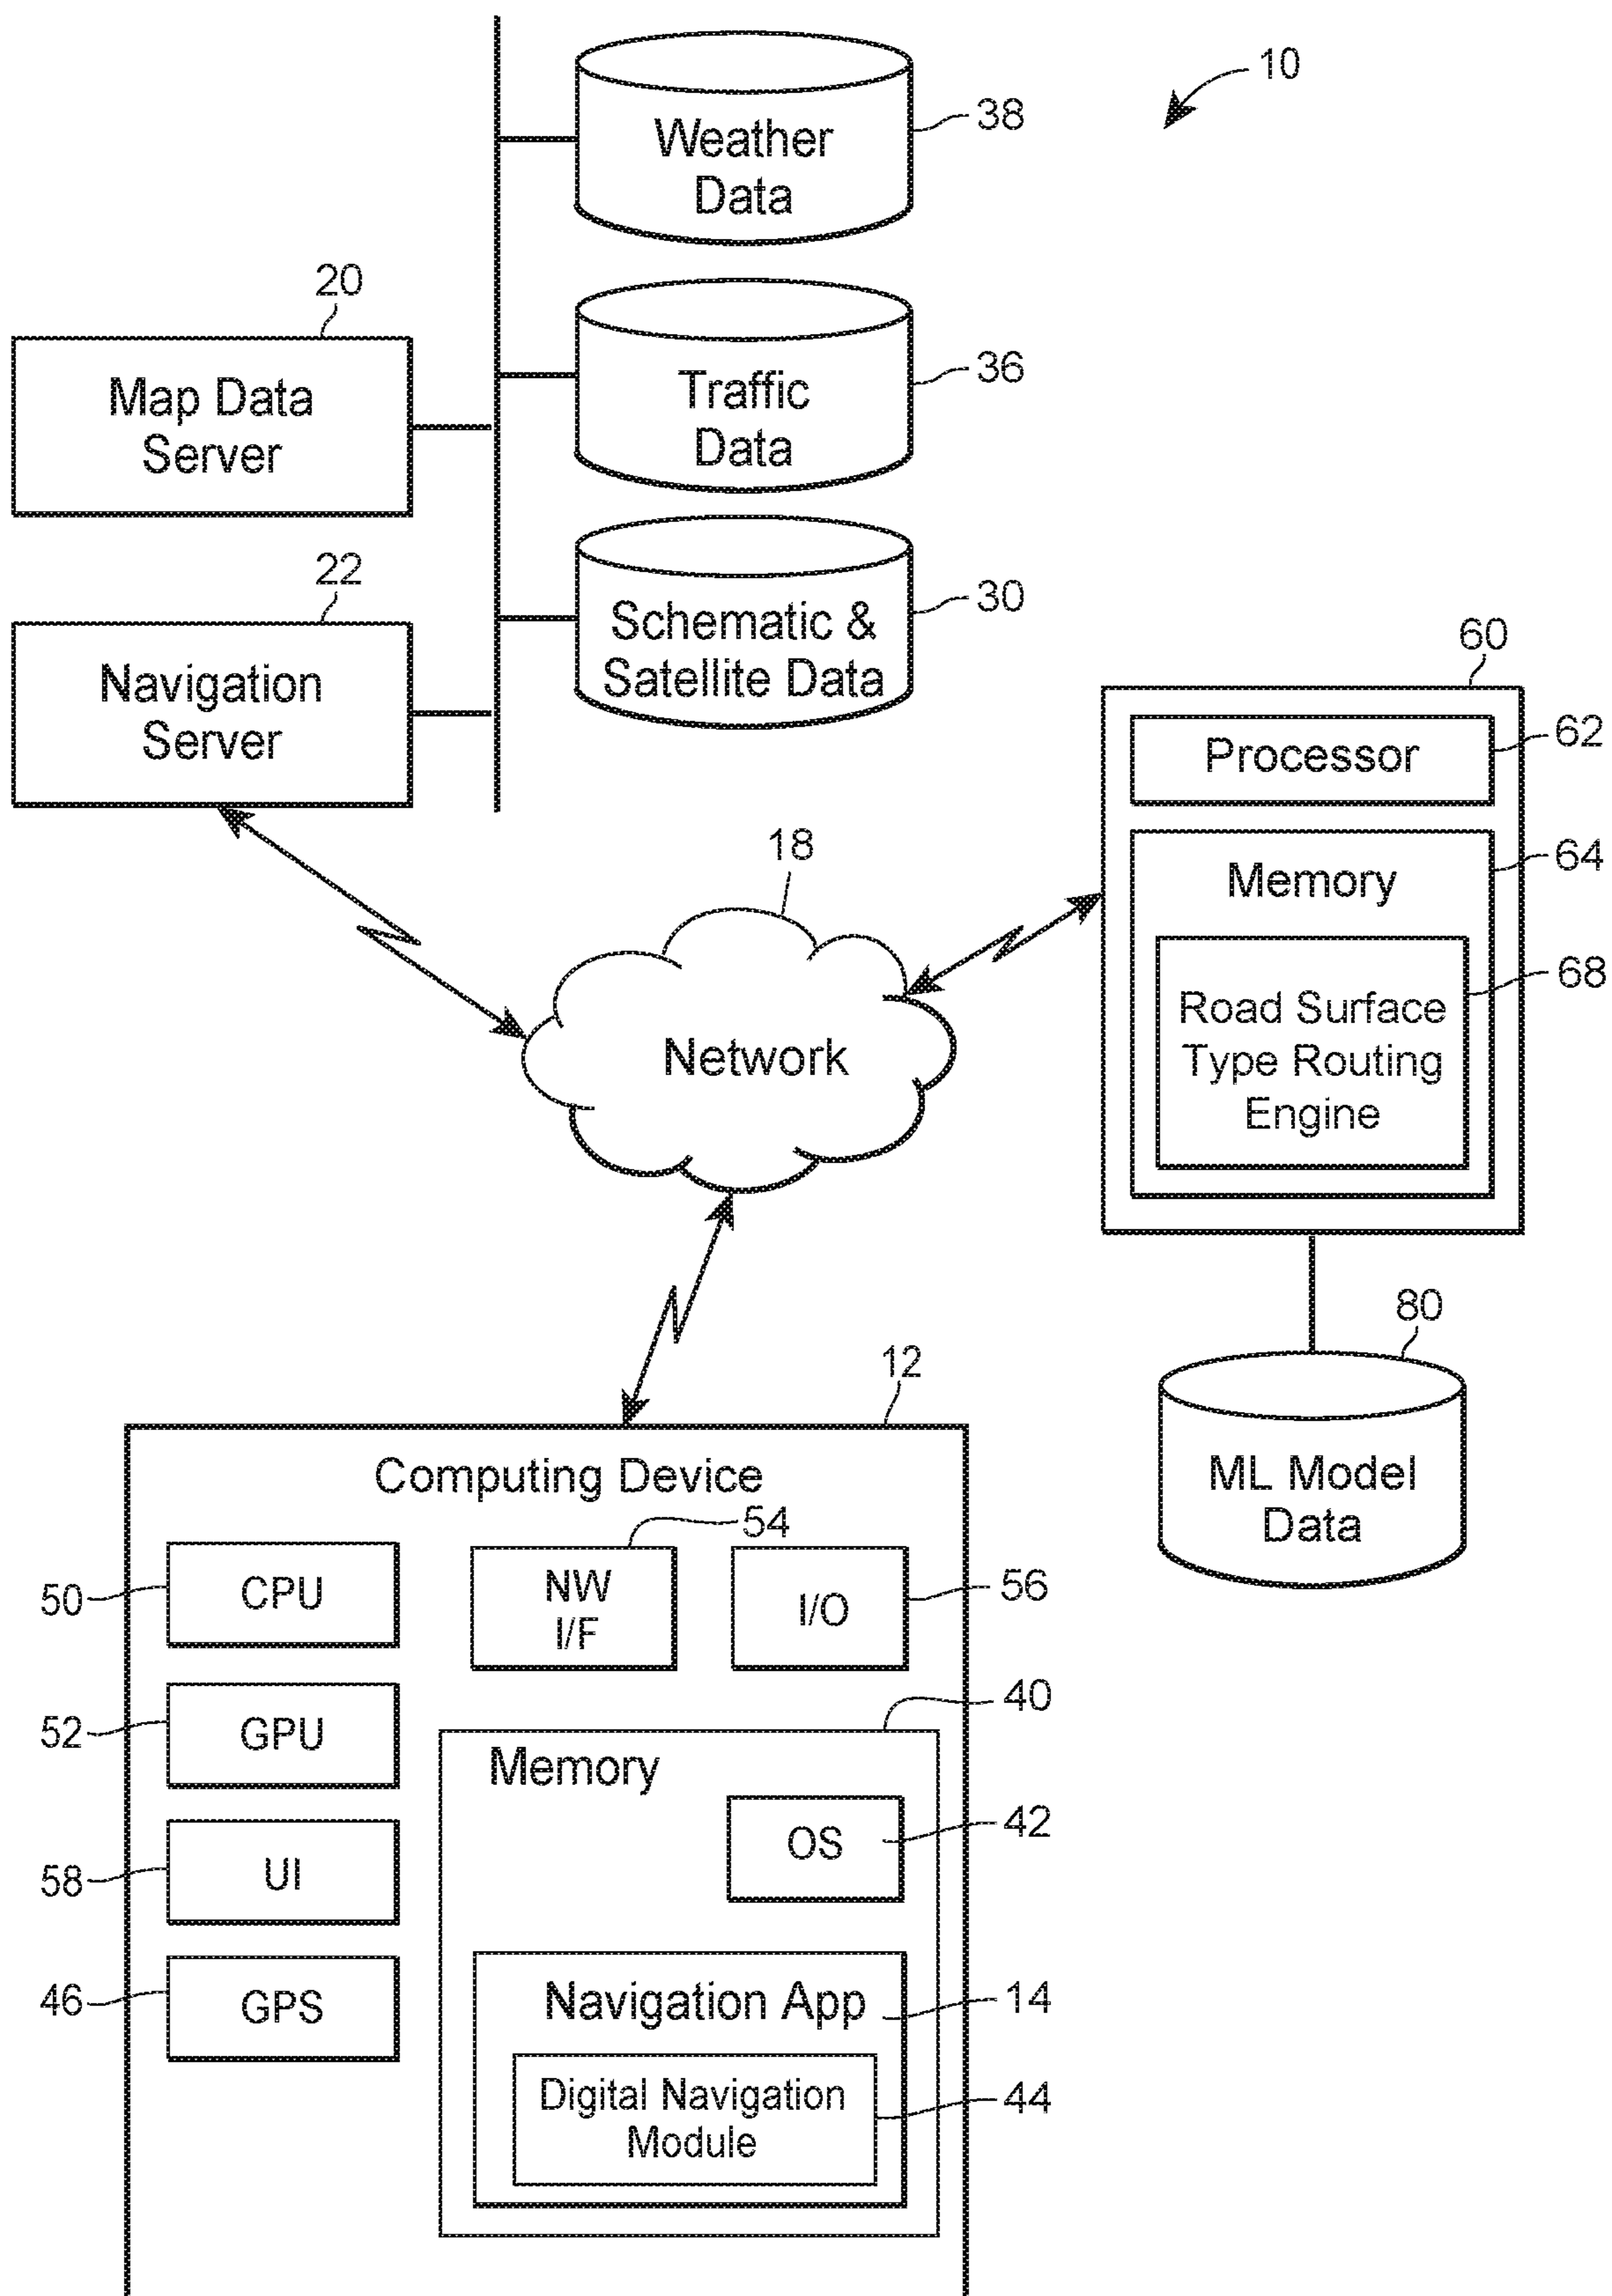 10
Weather
Data
38
20
Map Data
Server
Traffic
Data
36
22
Navigation
Server
Schematic &
Satellite Data
30
60
Processor
62
Memory
64
Road Surface
Type Routing
Engine
68
18
Network
80
ML Model
Data
12
Computing Device
50
CPU
NW
I/F
54
I/O
56
52
GPU
40
Memory
OS
42
58
UI
46
GPS
Navigation App
14
Digital Navigation
Module
44